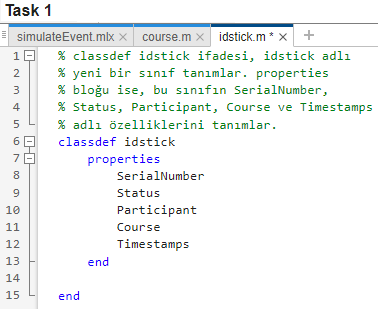 Task 1
simulateEvent.mlx × course.m × idstick.m * × +
1 % classdef idstick ifadesi, idstick adlı
2 % yeni bir sınıf tanımlar. properties
3 % bloğu ise, bu sınıfın SerialNumber,
4 % Status, Participant, Course ve Timestamps
5 % adlı özelliklerini tanımlar.
6 classdef idstick
7 properties
8 SerialNumber
9 Status
10 Participant
11 Course
12 Timestamps
13 end
14
15 end